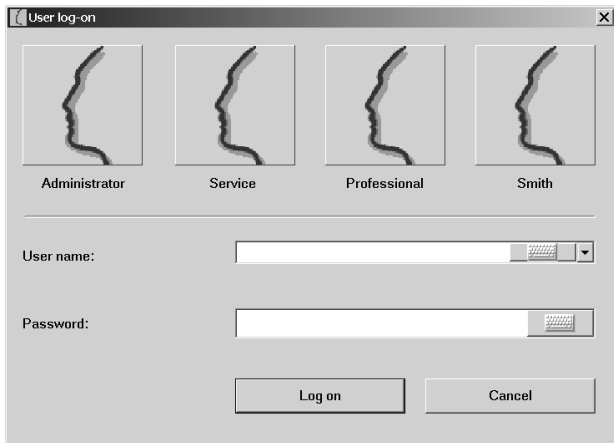 User log-on
Administrator Service Professional Smith
User name:
Password:
Log on Cancel